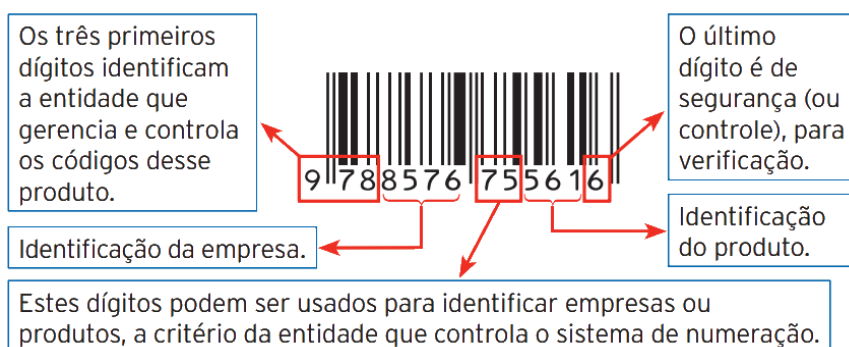 Os três primeiros
dígitos identificam
a entidade que
gerencia e controla
os códigos desse
produto.
O último
dígito é de
segurança (ou
controle), para
verificação.
9 788576 755616
Identificação da empresa.
Identificação
do produto.
Estes dígitos podem ser usados para identificar empresas ou
produtos, a critério da entidade que controla o sistema de numeração.